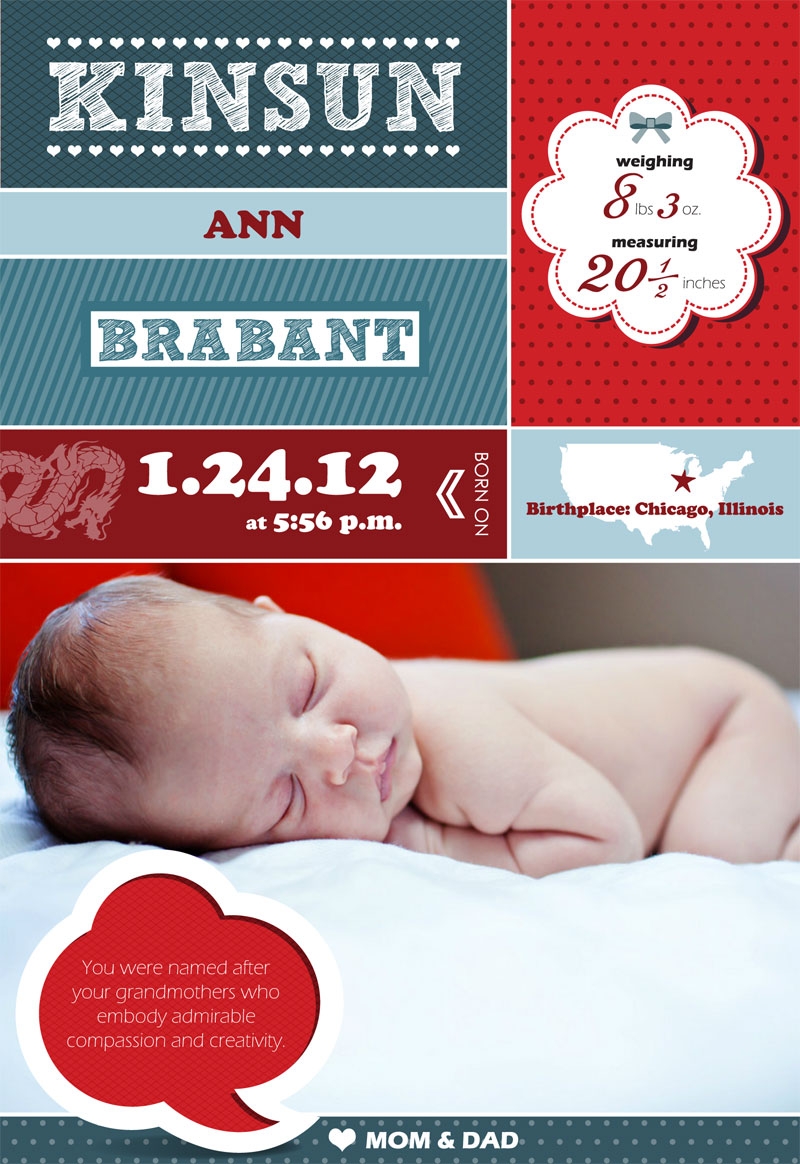 KINSUN
ANN
BRABANT
weighing
8 lbs 3 oz.
measuring
20 1/2 inches
1.24.12
at 5:56 p.m.
BORN ON
Birthplace: Chicago, Illinois
You were named after
your grandmothers who
embody admirable
compassion and creativity.
MOM & DAD